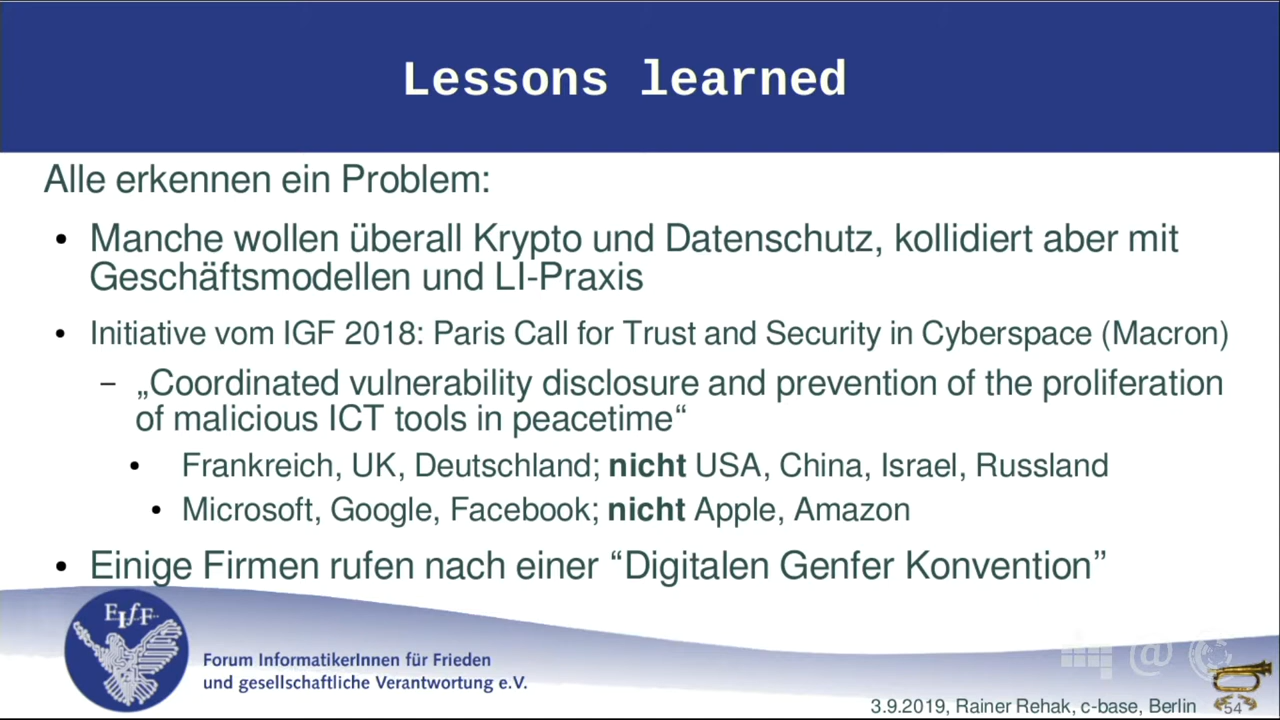 Lessons learned
Alle erkennen ein Problem:
• Manche wollen überall Krypto und Datenschutz, kollidiert aber mit
Geschäftsmodellen und LI-Praxis
• Initiative vom IGF 2018: Paris Call for Trust and Security in Cyberspace (Macron)
– „Coordinated vulnerability disclosure and prevention of the proliferation
of malicious ICT tools in peacetime“
• Frankreich, UK, Deutschland; nicht USA, China, Israel, Russland
• Microsoft, Google, Facebook; nicht Apple, Amazon
• Einige Firmen rufen nach einer “Digitalen Genfer Konvention”
FIfF
Forum InformatikerInnen für Frieden
und gesellschaftliche Verantwortung e.V.
@
3.9.2019, Rainer Rehak, c-base, Berlin
54